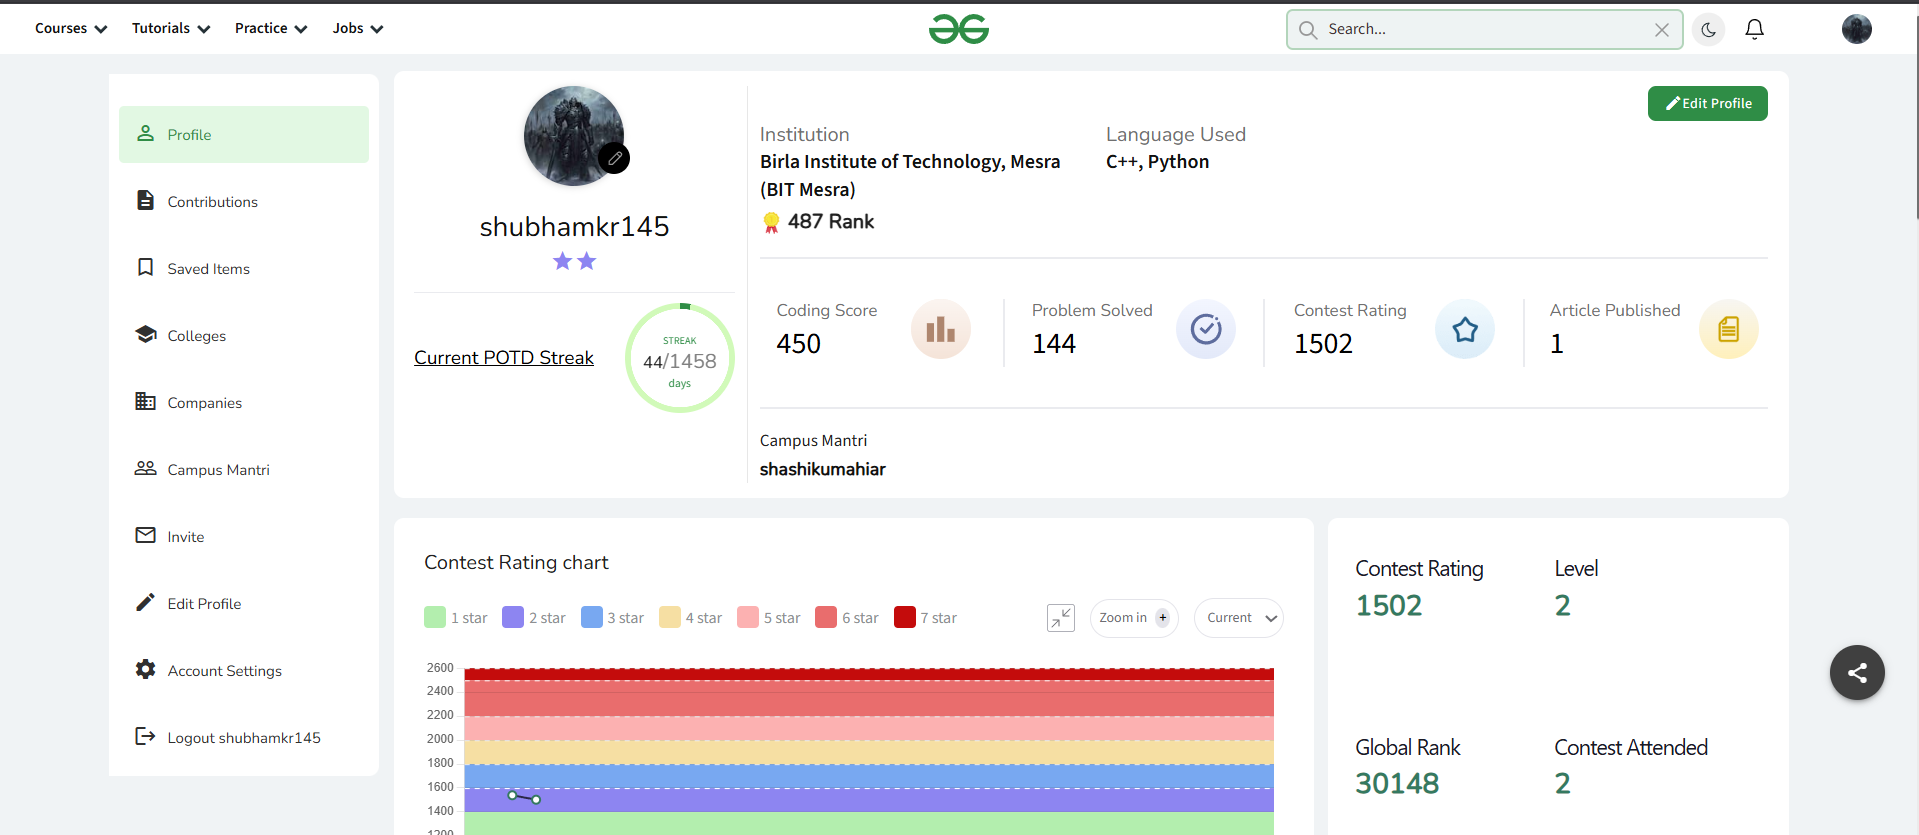 Courses Tutorials Practice Jobs
Search...
Profile
Contributions
Saved Items
Colleges
Companies
Campus Mantri
Invite
Edit Profile
Account Settings
Logout shubhamkr145
shubhamkr145
Current POTD Streak
STREAK
44/1458
days
Edit Profile
Institution
Birla Institute of Technology, Mesra
(BIT Mesra)
487 Rank
Language Used
C++, Python
Coding Score
450
Problem Solved
144
Contest Rating
1502
Article Published
1
Campus Mantri
shashikumahiar
Contest Rating chart
1 star 2 star 3 star 4 star 5 star 6 star 7 star
Zoom in +
Current
2600
2400
2200
2000
1800
1600
1400
1200
Contest Rating
1502
Level
2
Global Rank
30148
Contest Attended
2